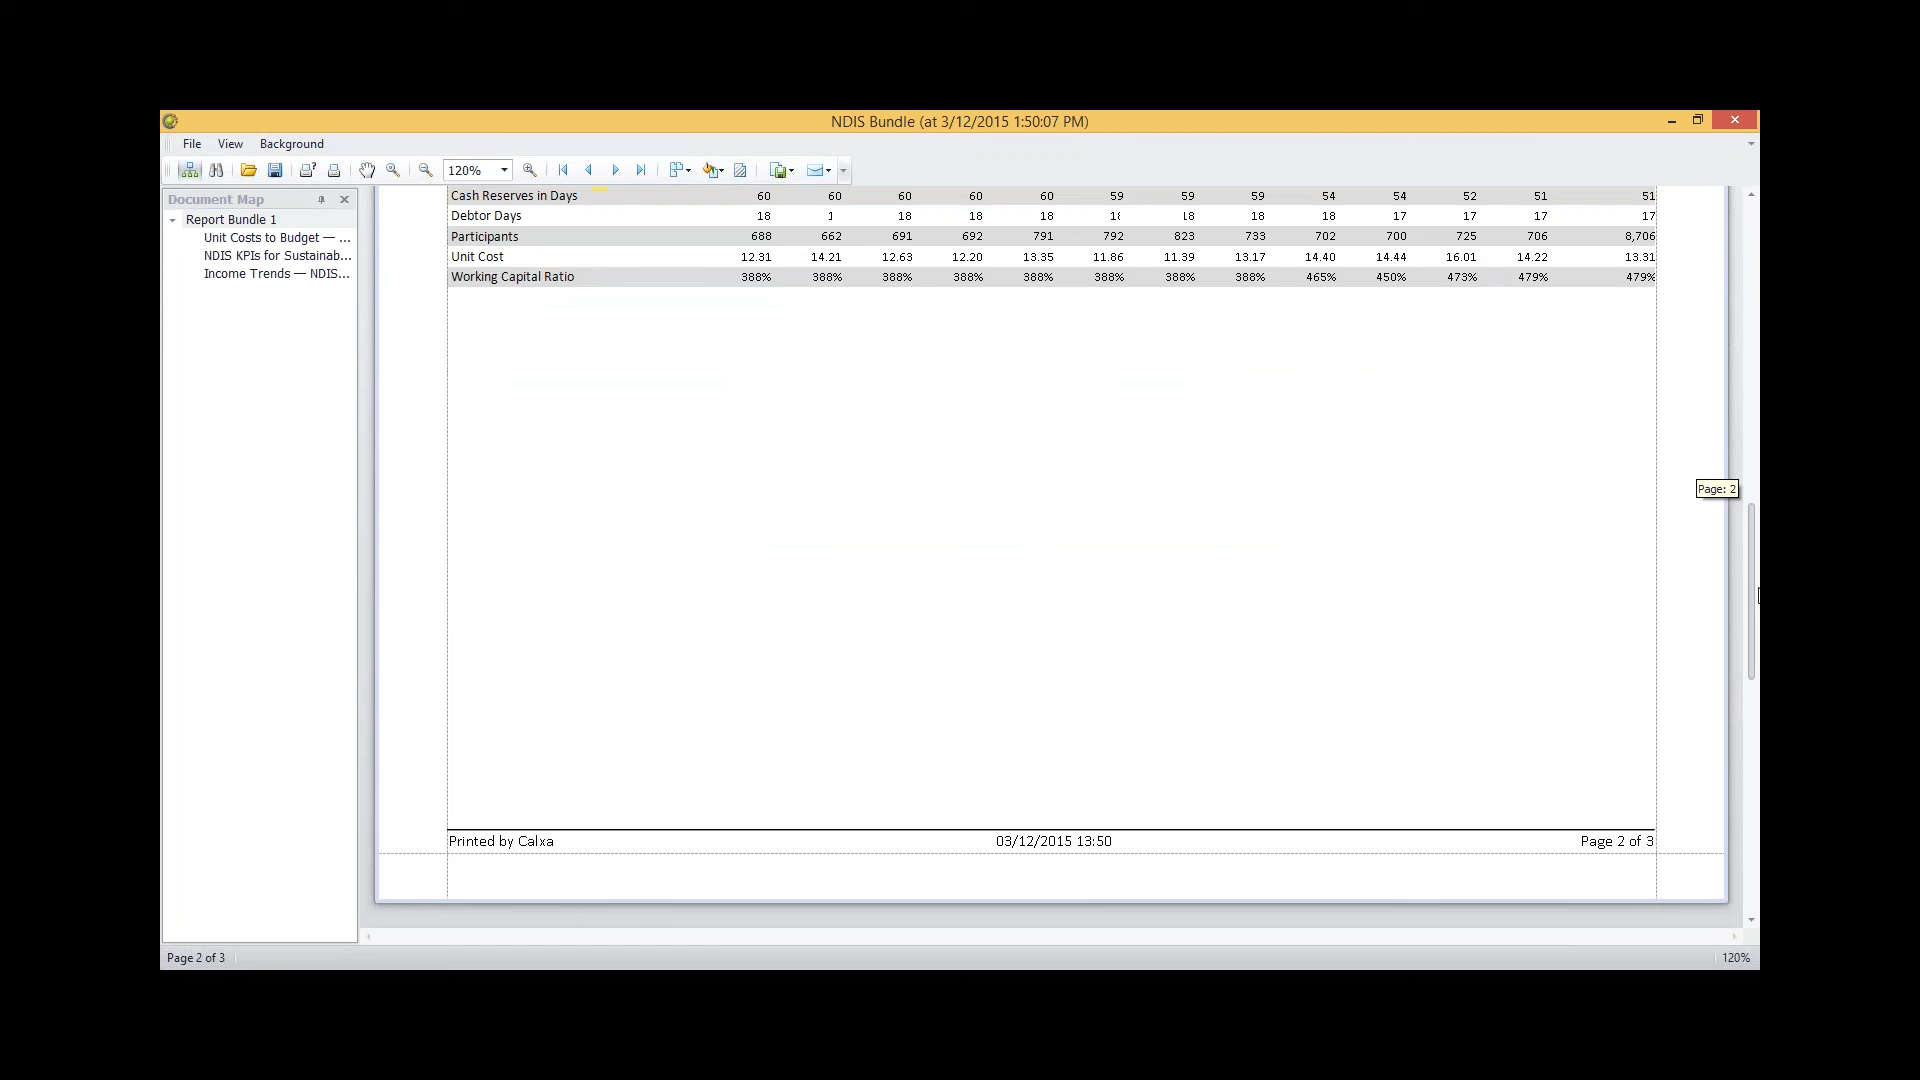 NDIS Bundle (at 3/12/2015 1:50:07 PM)
File View Background
120%
Document Map
Report Bundle 1
Unit Costs to Budget — ...
NDIS KPIs for Sustainab...
Income Trends — NDIS...
Cash Reserves in Days 60 60 60 60 60 59 59 59 54 54 52 51 51
Debtor Days 18 18 18 18 18 18 17 17 17 17
Participants 688 662 691 692 791 792 823 733 702 700 725 706 8,706
Unit Cost 12.31 14.21 12.63 12.20 13.35 11.86 11.39 13.17 14.40 14.44 16.01 14.22 13.31
Working Capital Ratio 388% 388% 388% 388% 388% 388% 388% 388% 465% 450% 473% 479% 479%
Page: 2
Printed by Calxa 03/12/2015 13:50 Page 2 of 3
Page 2 of 3 120%